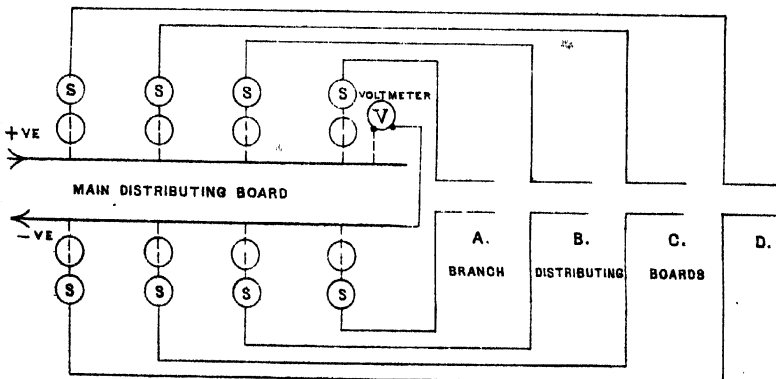 S S S S VOLTMETER
V
+VE
MAIN DISTRIBUTING BOARD
-VE
S S S S
A. B. C. D.
BRANCH DISTRIBUTING BOARDS